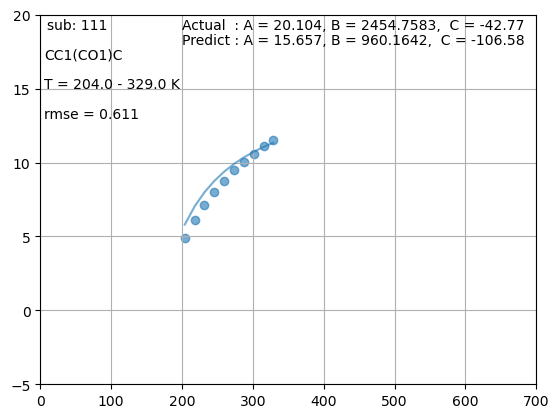 sub: 111
Actual : A = 20.104, B = 2454.7583, C = -42.77
Predict : A = 15.657, B = 960.1642, C = -106.58
CC1(CO1)C
T = 204.0 - 329.0 K
rmse = 0.611
20
15
10
5
0
−5
0 100 200 300 400 500 600 700